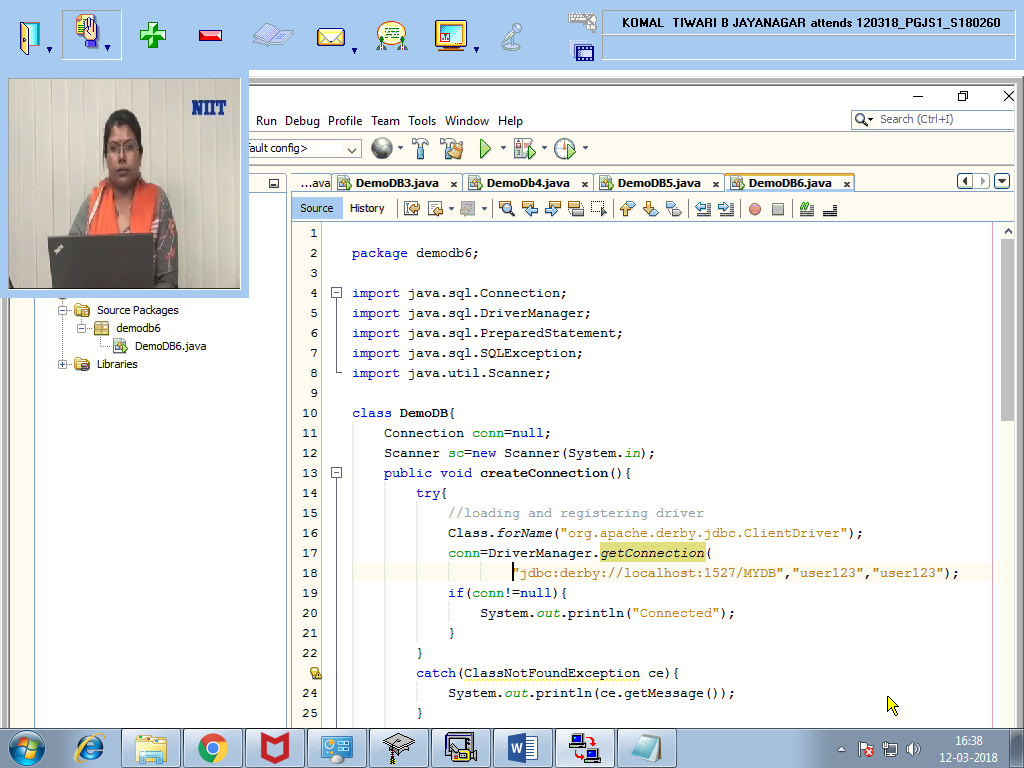 KOMAL TIWARI B JAYANAGAR attends 120318_PGJS1_S180260
NIIT
Run Debug Profile Team Tools Window Help
Search (Ctrl+I)
ault config>
...ava DemoDB3.java DemoDb4.java DemoDB5.java DemoDB6.java
Source History
Source Packages
demodb6
DemoDB6.java
Libraries
1
2 package demodb6;
3
4 import java.sql.Connection;
5 import java.sql.DriverManager;
6 import java.sql.PreparedStatement;
7 import java.sql.SQLException;
8 import java.util.Scanner;
9
10 class DemoDB{
11 Connection conn=null;
12 Scanner sc=new Scanner(System.in);
13 public void createConnection(){
14 try{
15 //loading and registering driver
16 Class.forName("org.apache.derby.jdbc.ClientDriver");
17 conn=DriverManager.getConnection(
18 "jdbc:derby://localhost:1527/MYDB","user123","user123");
19 if(conn!=null){
20 System.out.println("Connected");
21 }
22 }
catch(ClassNotFoundException ce){
24 System.out.println(ce.getMessage());
25 }
16:38
12-03-2018